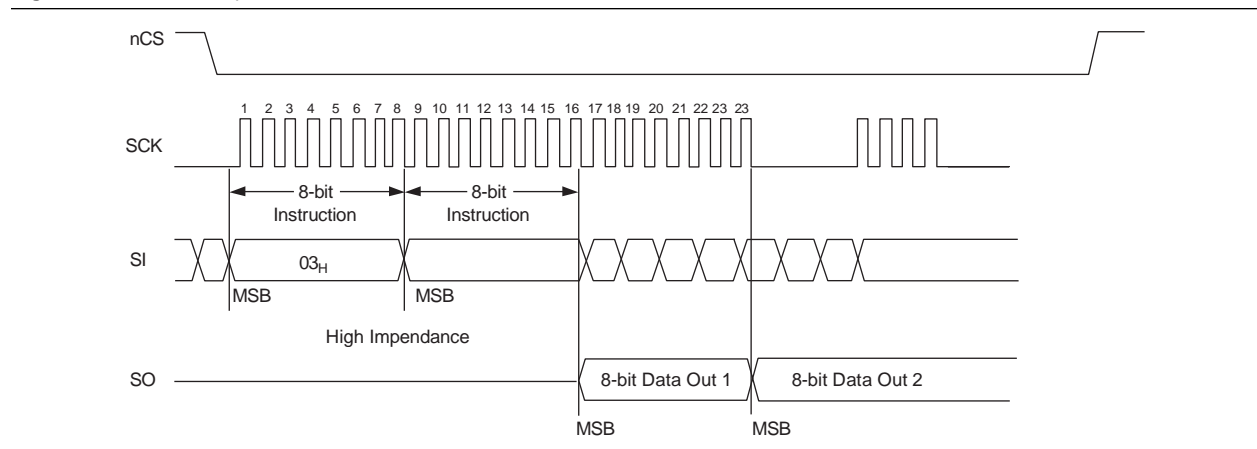 nCS
1 2 3 4 5 6 7 8 9 10 11 12 13 14 15 16 17 18 19 20 21 22 23 23
SCK
8-bit
Instruction
8-bit
Instruction
SI
03H
MSB
MSB
High Impendance
SO
8-bit Data Out 1
8-bit Data Out 2
MSB
MSB